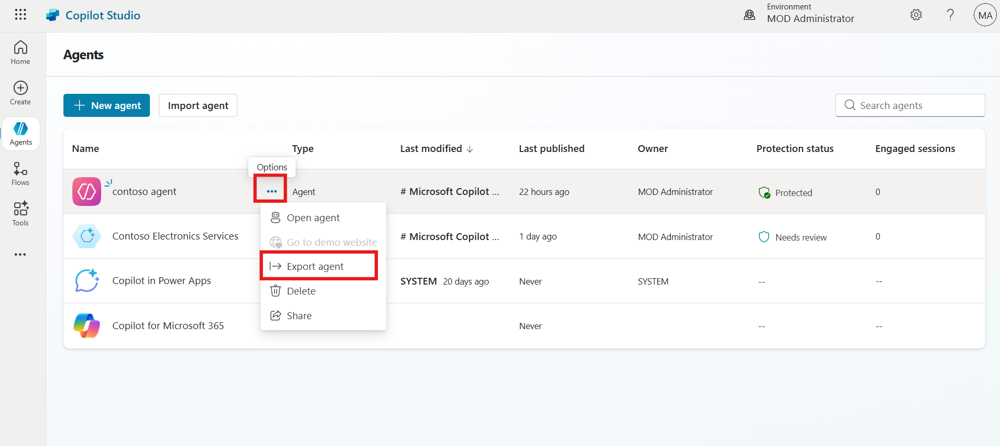 Copilot Studio
Environment
MOD Administrator
?
MA
Home
Create
Agents
Flows
Tools
Agents
New agent
Import agent
Search agents
Name Type Last modified ↓ Last published Owner Protection status Engaged sessions
Options
contoso agent Agent # Microsoft Copilot ... 22 hours ago MOD Administrator Protected 0
Contoso Electronics Services # Microsoft Copilot ... 1 day ago MOD Administrator Needs review 0
Copilot in Power Apps SYSTEM 20 days ago Never SYSTEM -- --
Copilot for Microsoft 365 Never -- --
Open agent
Go to demo website
Export agent
Delete
Share